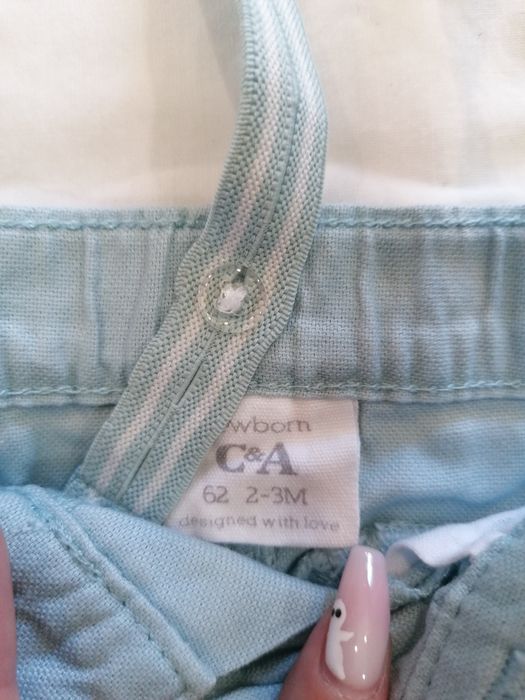 wborn
C&A
62 2-3M
designed with love